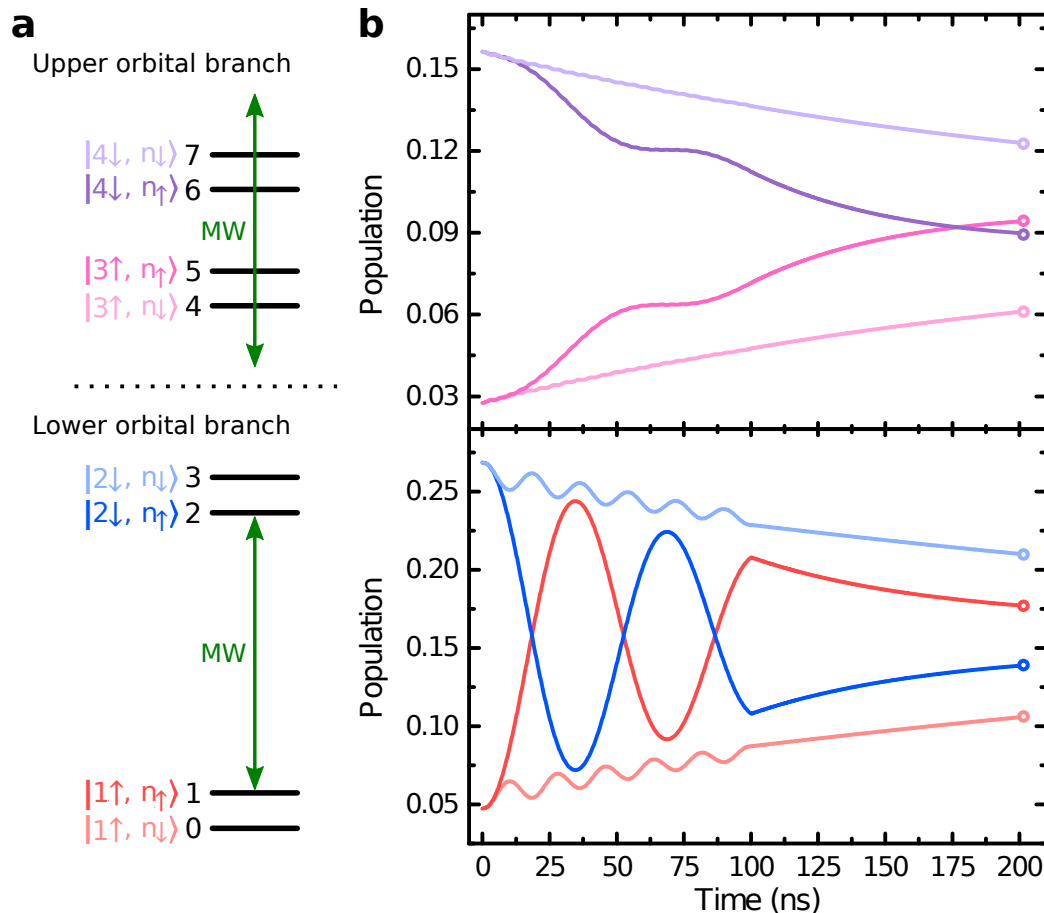 a
Upper orbital branch
|4↓, n↓⟩ 7
|4↓, n↑⟩ 6
MW
|3↑, n↑⟩ 5
|3↑, n↓⟩ 4
Lower orbital branch
|2↓, n↓⟩ 3
|2↓, n↑⟩ 2
MW
|1↑, n↑⟩ 1
|1↑, n↓⟩ 0
b
Population
0.15
0.12
0.09
0.06
0.03
Population
0.25
0.20
0.15
0.10
0.05
0 25 50 75 100 125 150 175 200
Time (ns)